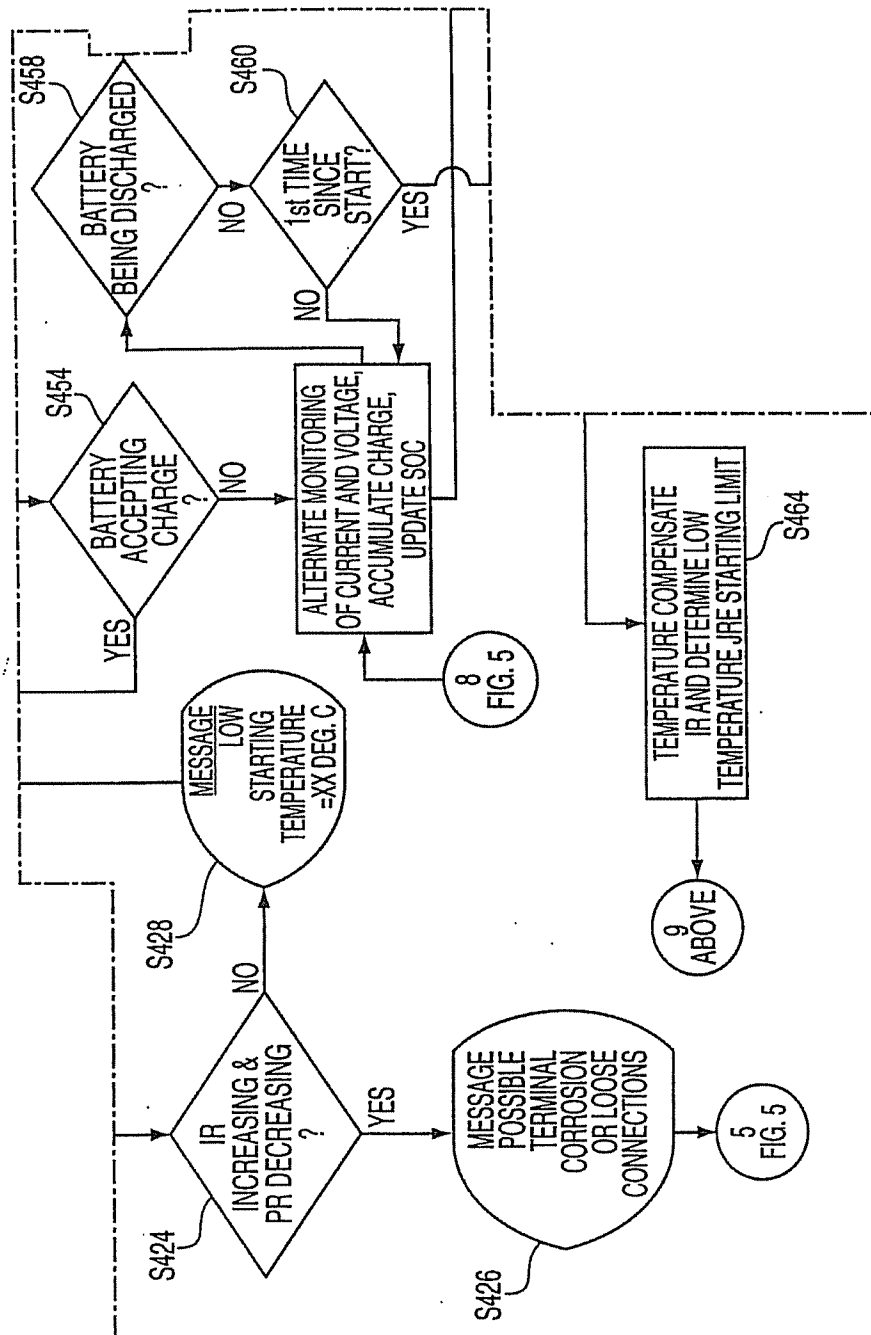 S424
IR
INCREASING &
PR DECREASING
?
NO
YES
S428
MESSAGE
LOW
STARTING
TEMPERATURE
=XX DEG. C
S426
MESSAGE
POSSIBLE
TERMINAL
CORROSION
OR LOOSE
CONNECTIONS
5
FIG. 5
S454
BATTERY
ACCEPTING
CHARGE
?
YES
NO
ALTERNATE MONITORING
OF CURRENT AND VOLTAGE,
ACCUMULATE CHARGE,
UPDATE SOC
8
FIG. 5
S458
BATTERY
BEING DISCHARGED
?
NO
S460
1st TIME
SINCE
START?
NO
YES
TEMPERATURE COMPENSATE
IR AND DETERMINE LOW
TEMPERATURE JRE STARTING LIMIT
S464
9
ABOVE